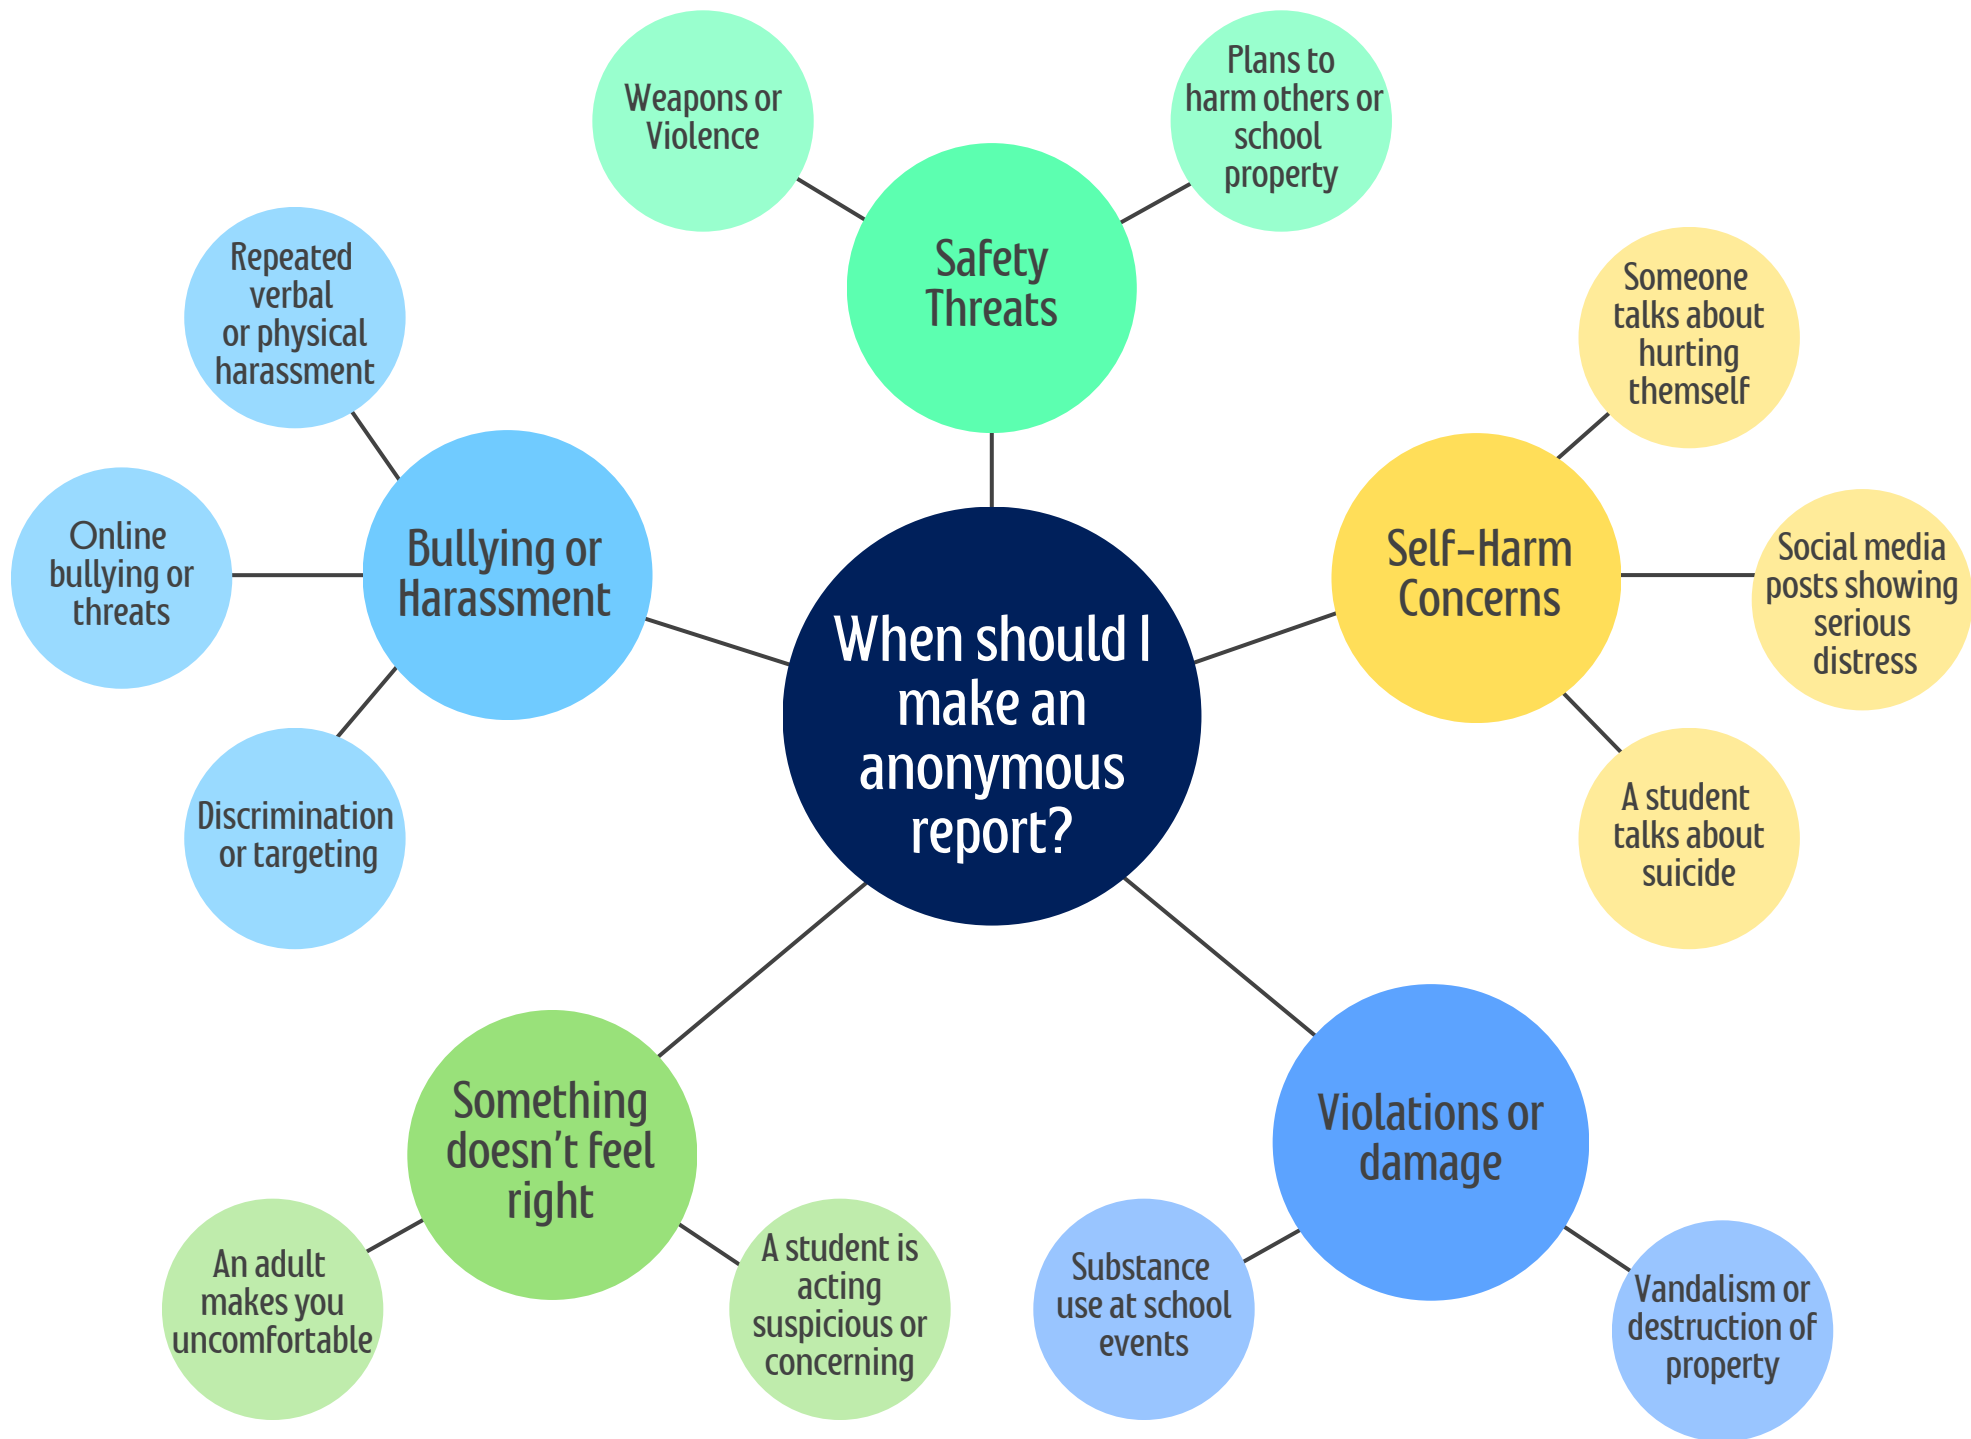 Weapons or
Violence
Plans to
harm others or
school
property
Safety
Threats
Repeated
verbal
or physical
harassment
Someone
talks about
hurting
themself
Online
bullying or
threats
Bullying or
Harassment
Self-Harm
Concerns
Social media
posts showing
serious
distress
When should I
make an
anonymous
report?
Discrimination
or targeting
A student
talks about
suicide
Something
doesn't feel
right
Violations or
damage
An adult
makes you
uncomfortable
A student is
acting
suspicious or
concerning
Substance
use at school
events
Vandalism or
destruction of
property